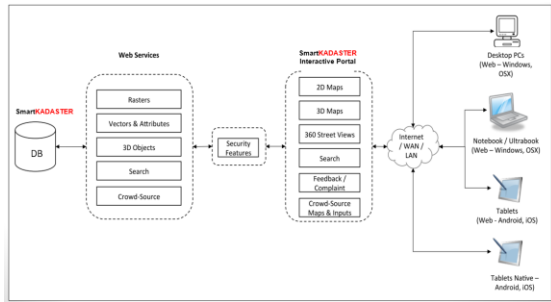 SmartKADASTER
DB
Web Services
Rasters
Vectors & Attributes
3D Objects
Search
Crowd-Source
Security
Features
SmartKADASTER
Interactive Portal
2D Maps
3D Maps
360 Street Views
Search
Feedback /
Complaint
Crowd-Source
Maps & Inputs
Internet
/ WAN /
LAN
Desktop PCs
(Web – Windows,
OSX)
Notebook / Ultrabook
(Web – Windows, OSX)
Tablets
(Web - Android, iOS)
Tablets Native –
Android, iOS)